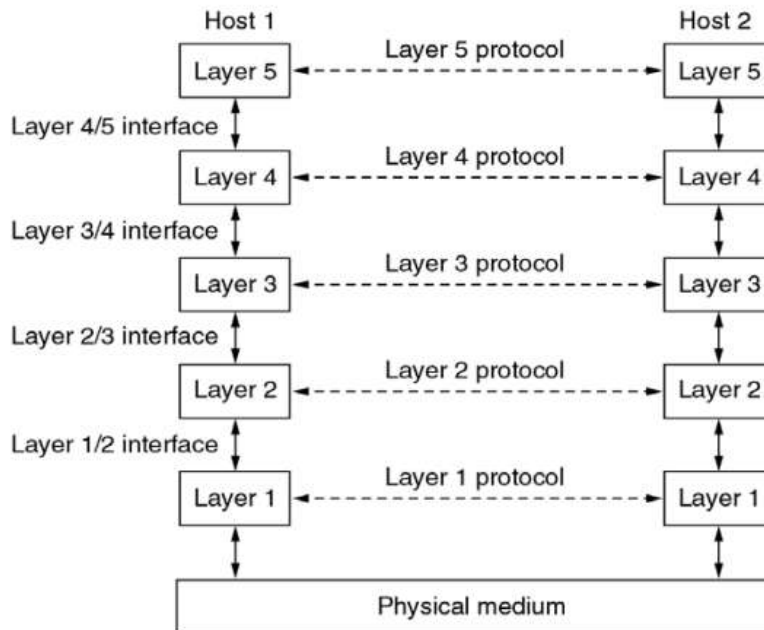 Host 1
Host 2
Layer 5 protocol
Layer 5
Layer 5
Layer 4/5 interface
Layer 4 protocol
Layer 4
Layer 4
Layer 3/4 interface
Layer 3 protocol
Layer 3
Layer 3
Layer 2/3 interface
Layer 2 protocol
Layer 2
Layer 2
Layer 1/2 interface
Layer 1 protocol
Layer 1
Layer 1
Physical medium